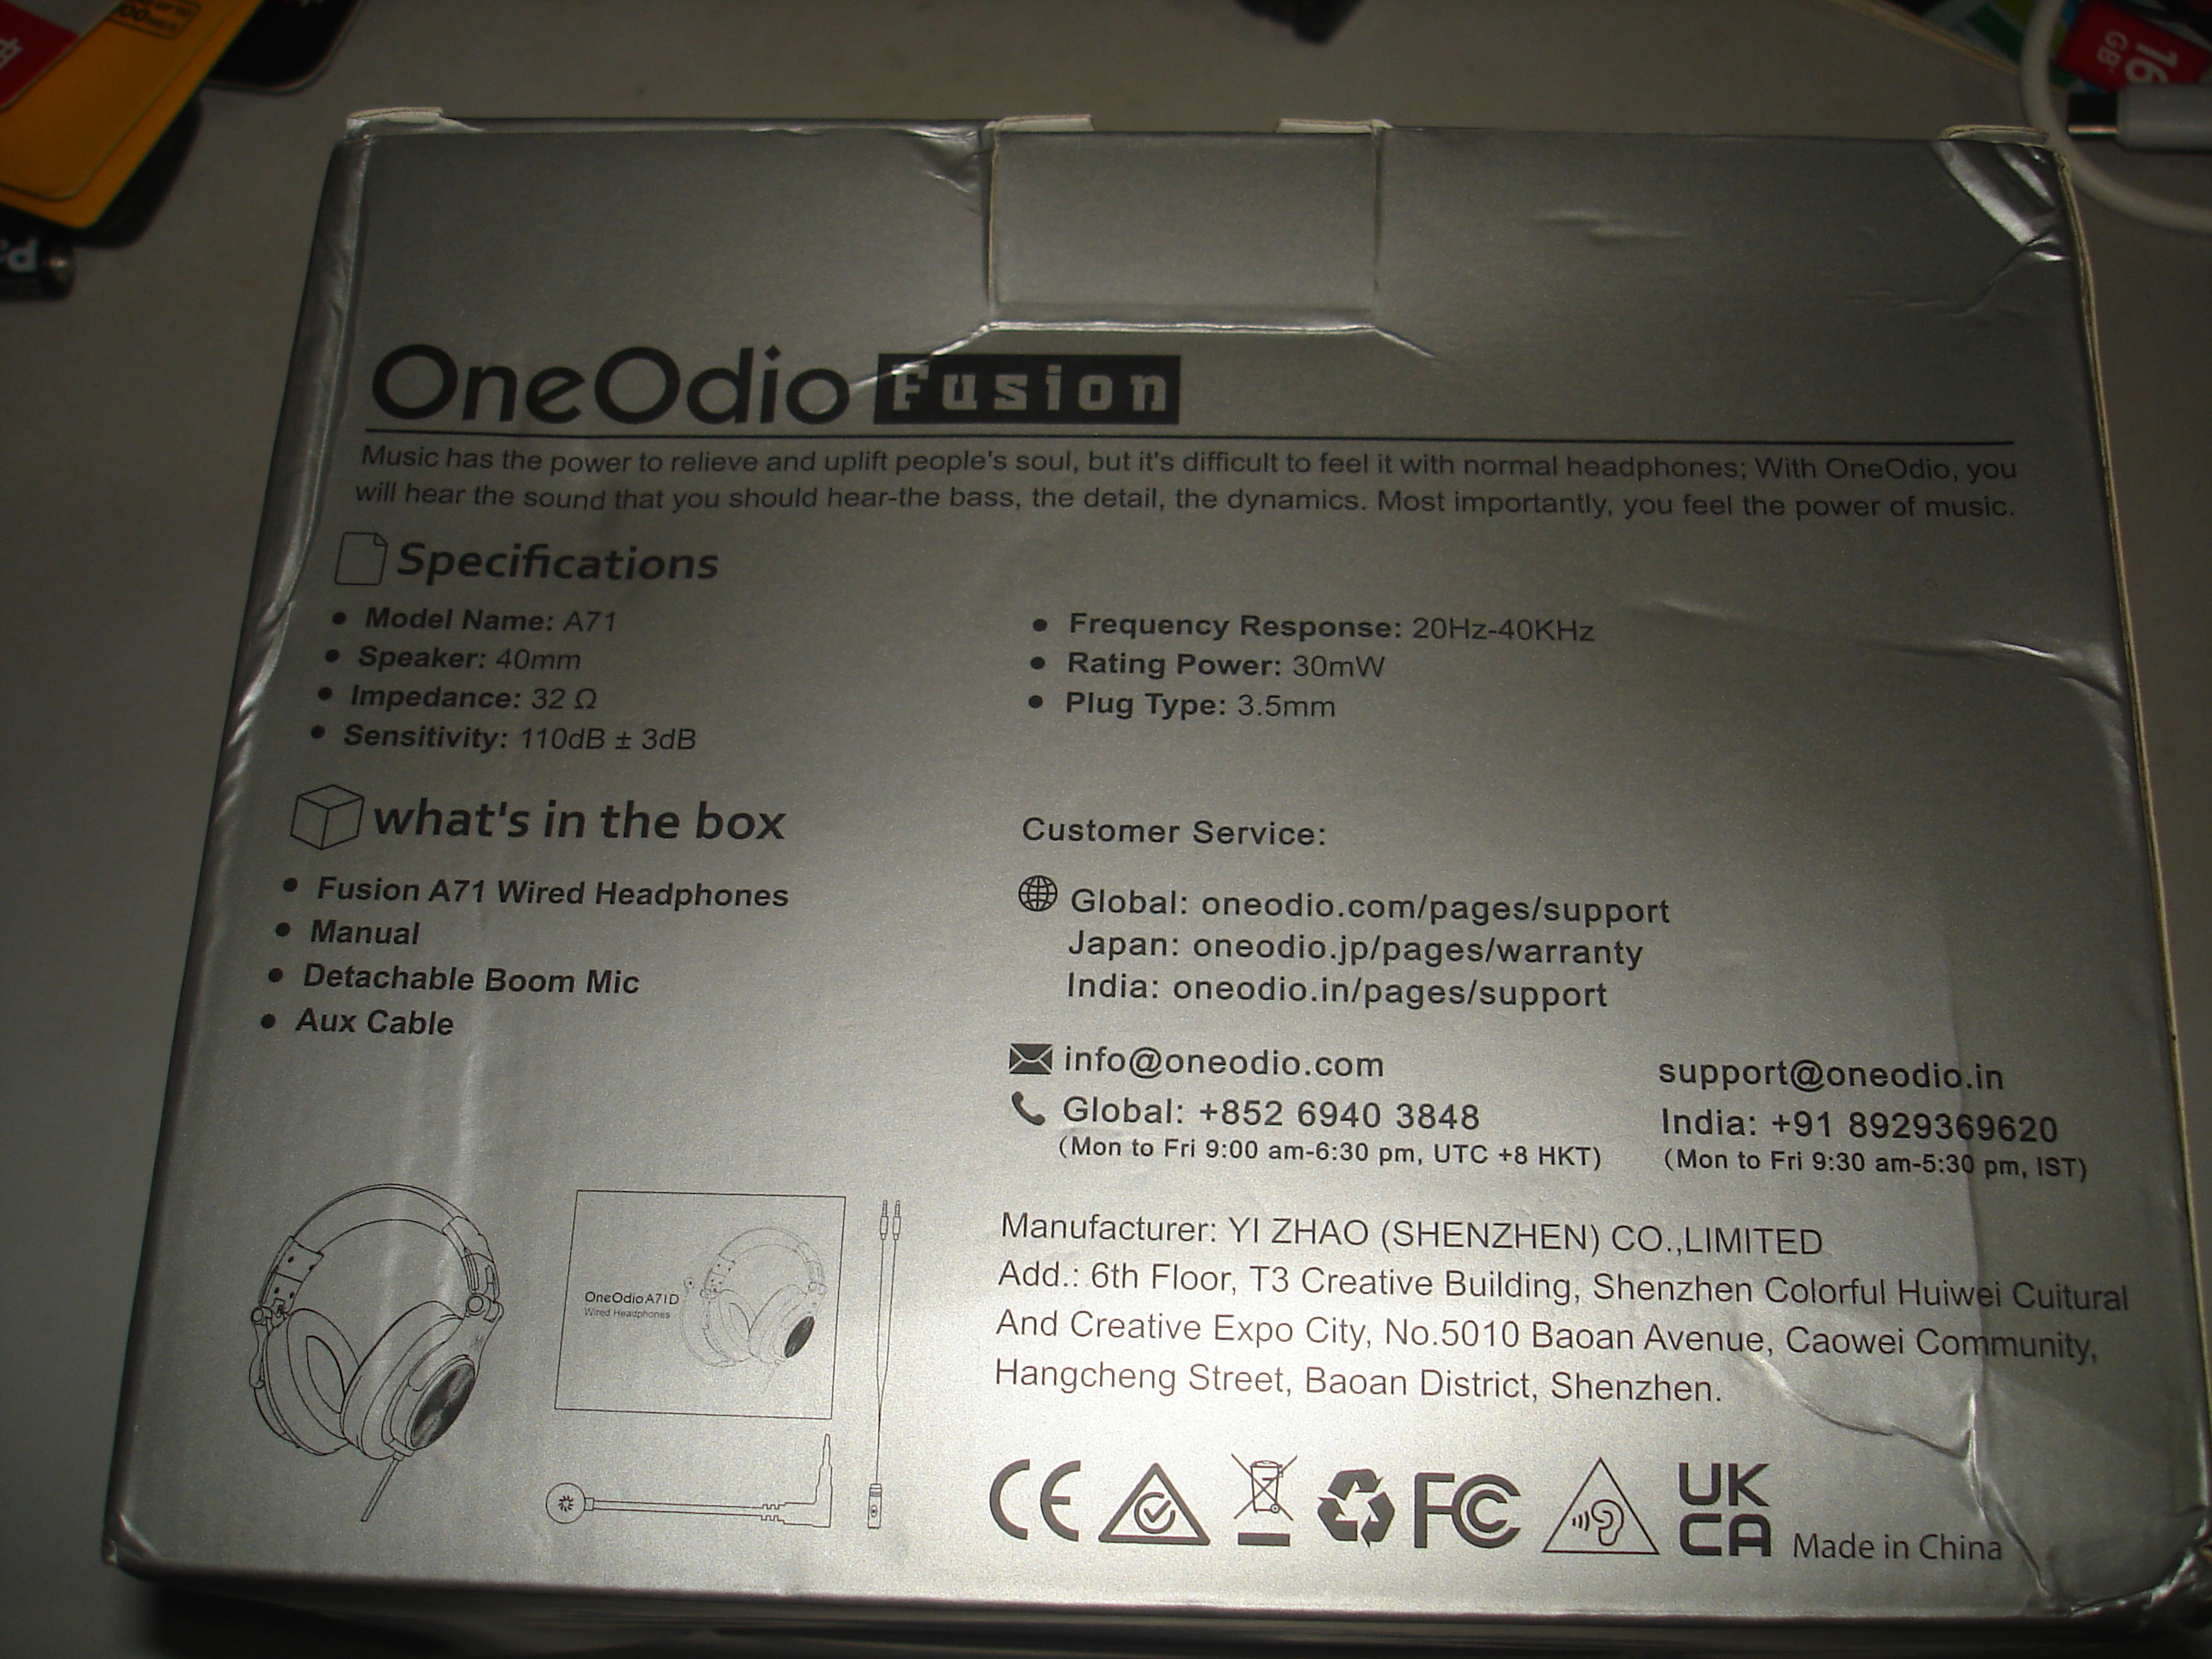 OneOdio Fusion
Music has the power to relieve and uplift people's soul, but it's difficult to feel it with normal headphones; With OneOdio, you
will hear the sound that you should hear-the bass, the detail, the dynamics. Most importantly, you feel the power of music.
Specifications
• Model Name: A71
• Speaker: 40mm
• Impedance: 32 Ω
• Sensitivity: 110dB ± 3dB
• Frequency Response: 20Hz-40KHz
• Rating Power: 30mW
• Plug Type: 3.5mm
what's in the box
• Fusion A71 Wired Headphones
• Manual
• Detachable Boom Mic
• Aux Cable
OneOdio A71D
Wired Headphones
Customer Service:
Global: oneodio.com/pages/support
Japan: oneodio.jp/pages/warranty
India: oneodio.in/pages/support
info@oneodio.com
Global: +852 6940 3848
(Mon to Fri 9:00 am-6:30 pm, UTC +8 HKT)
support@oneodio.in
India: +91 8929369620
(Mon to Fri 9:30 am-5:30 pm, IST)
Manufacturer: YI ZHAO (SHENZHEN) CO.,LIMITED
Add.: 6th Floor, T3 Creative Building, Shenzhen Colorful Huiwei Cuitural
And Creative Expo City, No.5010 Baoan Avenue, Caowei Community,
Hangcheng Street, Baoan District, Shenzhen.
CE FC UK
CA Made in China
16
GB